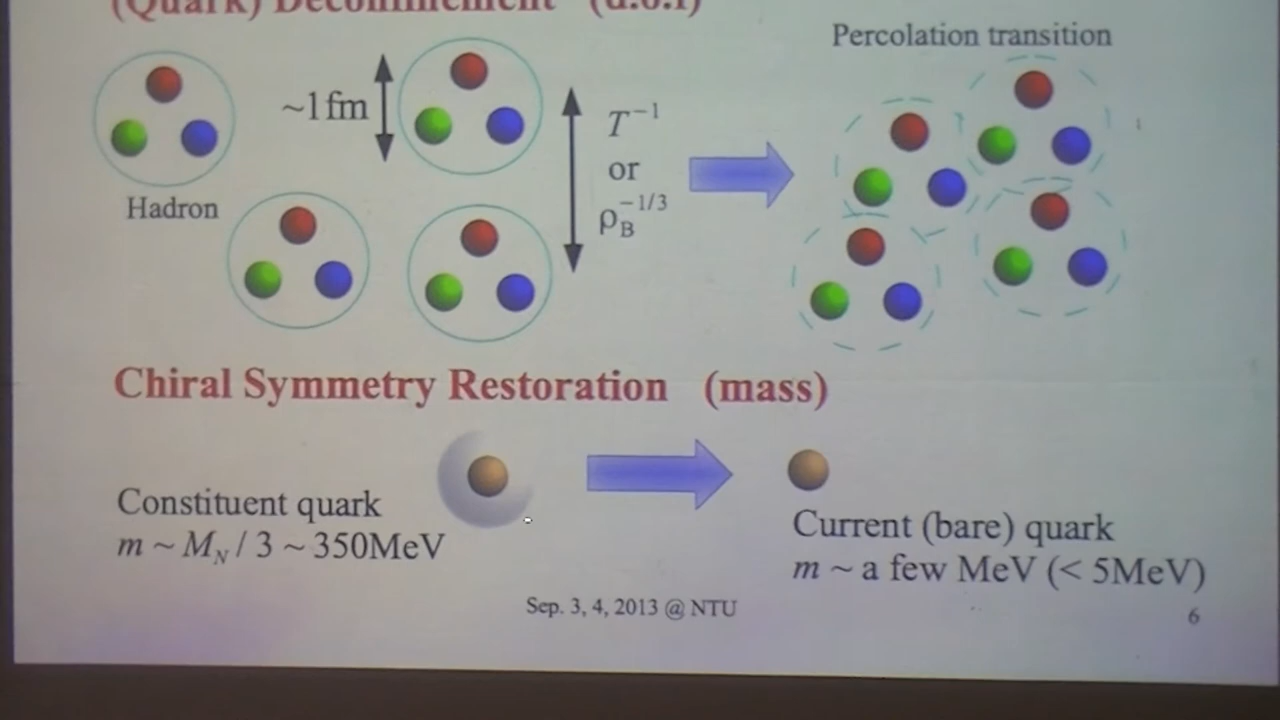 (Quark) Deconfinement (d.o.f)
Percolation transition
~1 fm
T⁻¹
or
ρ_B^−1/3
Hadron
Chiral Symmetry Restoration (mass)
Constituent quark
m ~ M_N / 3 ~ 350MeV
Current (bare) quark
m ~ a few MeV (< 5MeV)
Sep. 3, 4, 2013 @ NTU
6